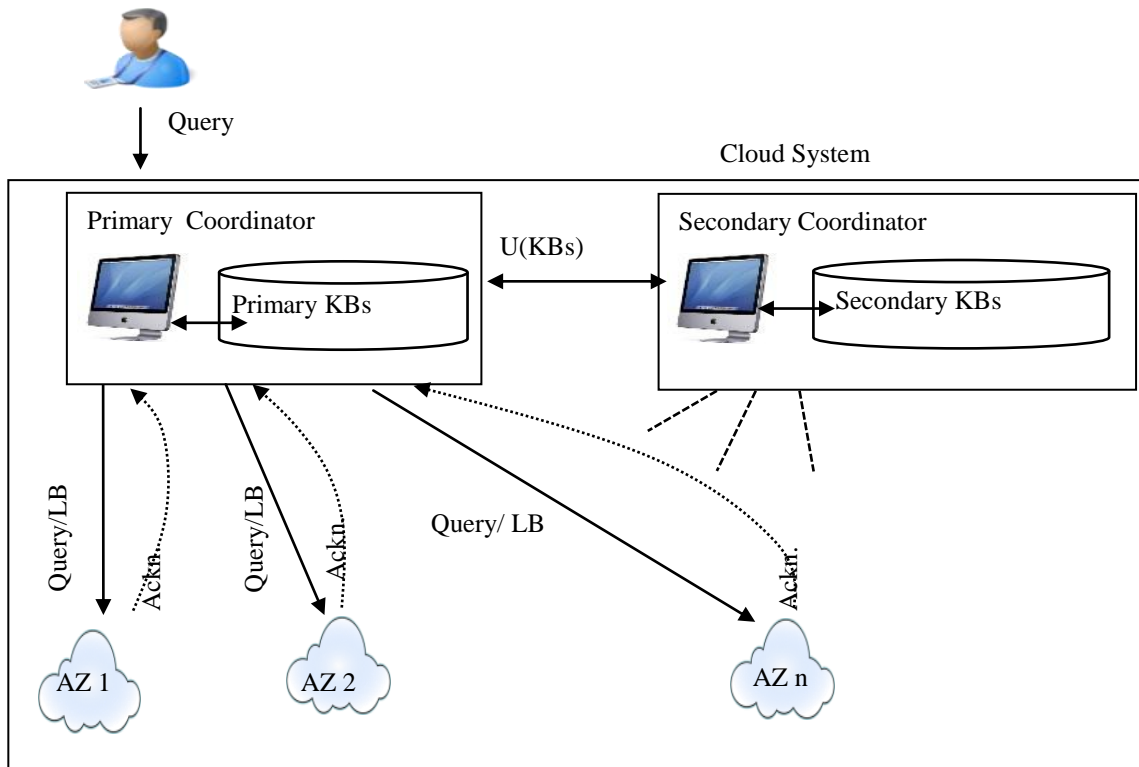 Query
Cloud System
Primary Coordinator
Secondary Coordinator
U(KBs)
Primary KBs
Secondary KBs
Query/LB
Ackn.
Query/LB
Ackn.
Query/ LB
Ackn.
AZ 1
AZ 2
AZ n